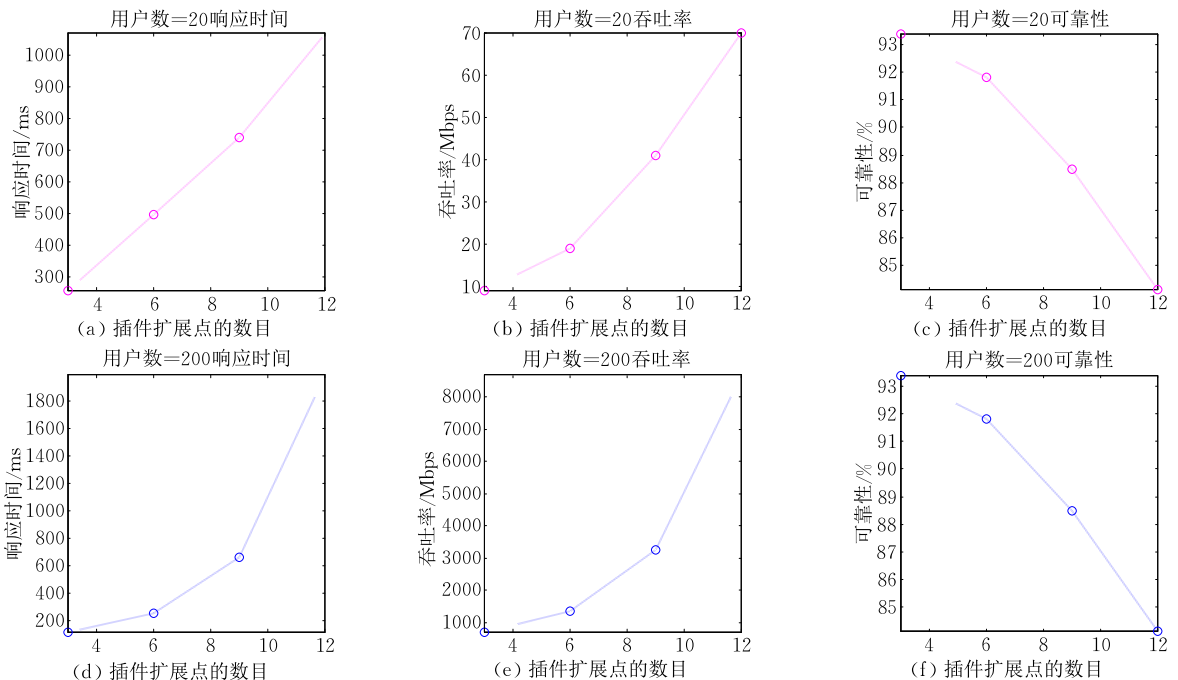 用户数=20响应时间
响应时间/ms
1000
900
800
700
600
500
400
300
4 6 8 10 12
(a) 插件扩展点的数目
用户数=20吞吐率
吞吐率/Mbps
70
60
50
40
30
20
10
4 6 8 10 12
(b) 插件扩展点的数目
用户数=20可靠性
可靠性/%
93
92
91
90
89
88
87
86
85
4 6 8 10 12
(c) 插件扩展点的数目
用户数=200响应时间
响应时间/ms
1800
1600
1400
1200
1000
800
600
400
200
4 6 8 10 12
(d) 插件扩展点的数目
用户数=200吞吐率
吞吐率/Mbps
8000
7000
6000
5000
4000
3000
2000
1000
4 6 8 10 12
(e) 插件扩展点的数目
用户数=200可靠性
可靠性/%
93
92
91
90
89
88
87
86
85
4 6 8 10 12
(f) 插件扩展点的数目